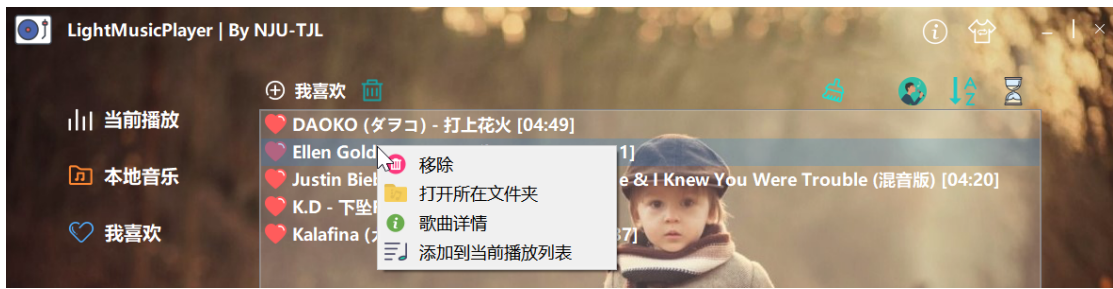 LightMusicPlayer | By NJU-TJL
我喜欢
当前播放
本地音乐
我喜欢
DAOKO (ダヲコ) - 打上花火 [04:49]
Ellen Gold 1]
Justin Bie e & I Knew You Were Trouble (混音版) [04:20]
K.D - 下坠
Kalafina ( 37]
移除
打开所在文件夹
歌曲详情
添加到当前播放列表